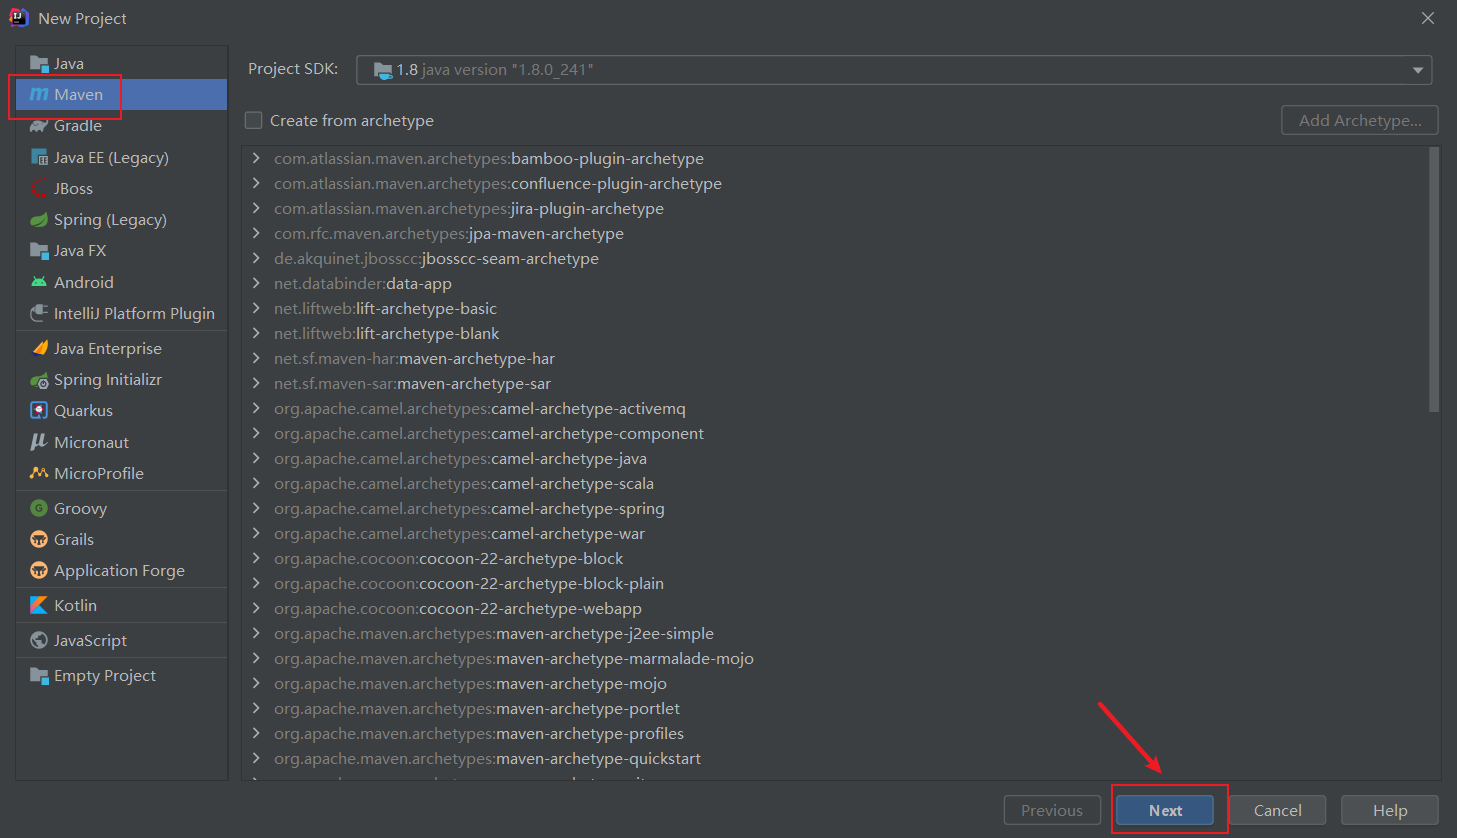 New Project
Java
Maven
Gradle
Java EE (Legacy)
JBoss
Spring (Legacy)
Java FX
Android
IntelliJ Platform Plugin
Java Enterprise
Spring Initializr
Quarkus
Micronaut
MicroProfile
Groovy
Grails
Application Forge
Kotlin
JavaScript
Empty Project
Project SDK: 1.8 java version "1.8.0_241"
Create from archetype Add Archetype...
com.atlassian.maven.archetypes:bamboo-plugin-archetype
com.atlassian.maven.archetypes:confluence-plugin-archetype
com.atlassian.maven.archetypes:jira-plugin-archetype
com.rfc.maven.archetypes:jpa-maven-archetype
de.akquinet.jbosscc:jbosscc-seam-archetype
net.databinder:data-app
net.liftweb:lift-archetype-basic
net.liftweb:lift-archetype-blank
net.sf.maven-har:maven-archetype-har
net.sf.maven-sar:maven-archetype-sar
org.apache.camel.archetypes:camel-archetype-activemq
org.apache.camel.archetypes:camel-archetype-component
org.apache.camel.archetypes:camel-archetype-java
org.apache.camel.archetypes:camel-archetype-scala
org.apache.camel.archetypes:camel-archetype-spring
org.apache.camel.archetypes:camel-archetype-war
org.apache.cocoon:cocoon-22-archetype-block
org.apache.cocoon:cocoon-22-archetype-block-plain
org.apache.cocoon:cocoon-22-archetype-webapp
org.apache.maven.archetypes:maven-archetype-j2ee-simple
org.apache.maven.archetypes:maven-archetype-marmalade-mojo
org.apache.maven.archetypes:maven-archetype-mojo
org.apache.maven.archetypes:maven-archetype-portlet
org.apache.maven.archetypes:maven-archetype-profiles
org.apache.maven.archetypes:maven-archetype-quickstart
Previous Next Cancel Help